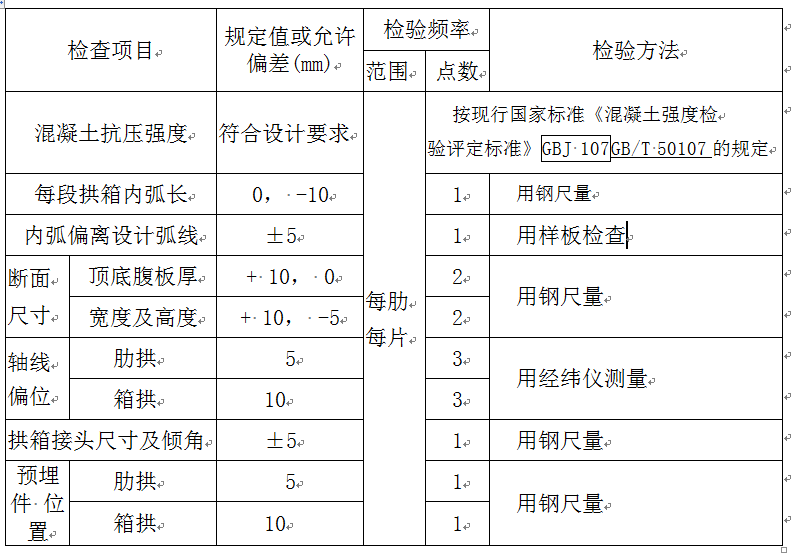 检查项目
规定值或允许
偏差(mm)
检验频率
范围
点数
检验方法
混凝土抗压强度
符合设计要求
每肋
每片
按现行国家标准《混凝土强度检
验评定标准》GBJ 107GB/T 50107 的规定
每段拱箱内弧长
0, -10
1
用钢尺量
内弧偏离设计弧线
±5
1
用样板检查
断面
尺寸
顶底腹板厚
+ 10, 0
2
用钢尺量
宽度及高度
+ 10, -5
2
轴线
偏位
肋拱
5
3
用经纬仪测量
箱拱
10
3
拱箱接头尺寸及倾角
±5
1
用钢尺量
预埋
件 位
置
肋拱
5
1
用钢尺量
箱拱
10
1